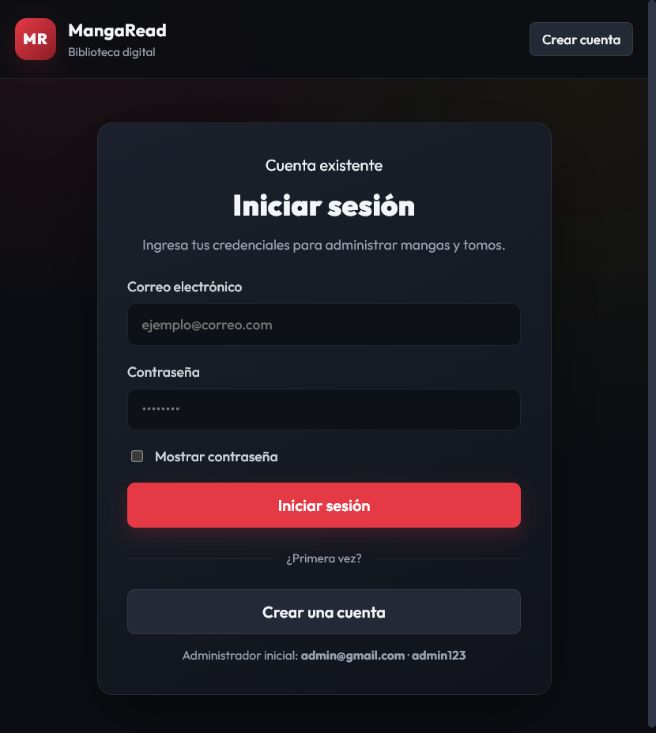 MR
MangaRead
Biblioteca digital
Crear cuenta
Cuenta existente
Iniciar sesión
Ingresa tus credenciales para administrar mangas y tomos.
Correo electrónico
ejemplo@correo.com
Contraseña
••••••••
Mostrar contraseña
Iniciar sesión
¿Primera vez?
Crear una cuenta
Administrador inicial: admin@gmail.com · admin123